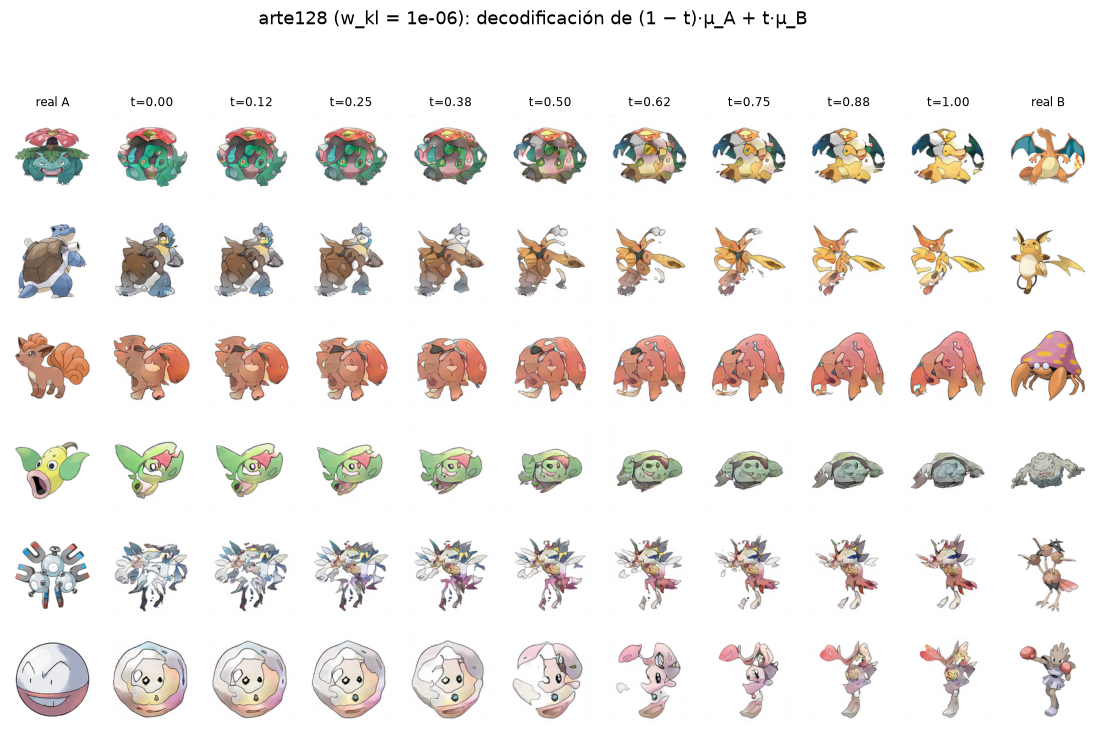 arte128 (w_kl = 1e-06): decodificación de (1 − t)·μ_A + t·μ_B
real A t=0.00 t=0.12 t=0.25 t=0.38 t=0.50 t=0.62 t=0.75 t=0.88 t=1.00 real B